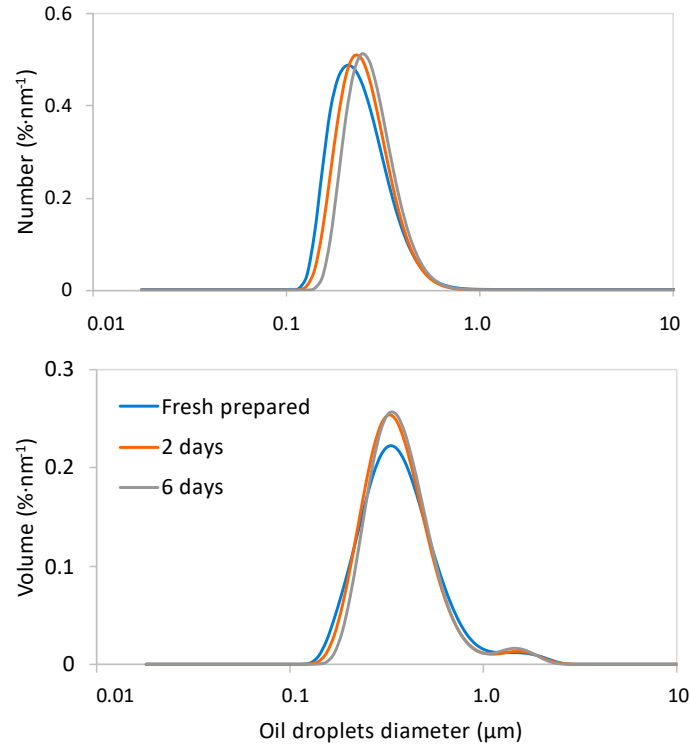 Number (%·nm⁻¹)
0.6
0.4
0.2
0
0.01 0.1 1.0 10
Volume (%·nm⁻¹)
0.3
Fresh prepared
2 days
0.2
6 days
0.1
0
0.01 0.1 1.0 10
Oil droplets diameter (μm)